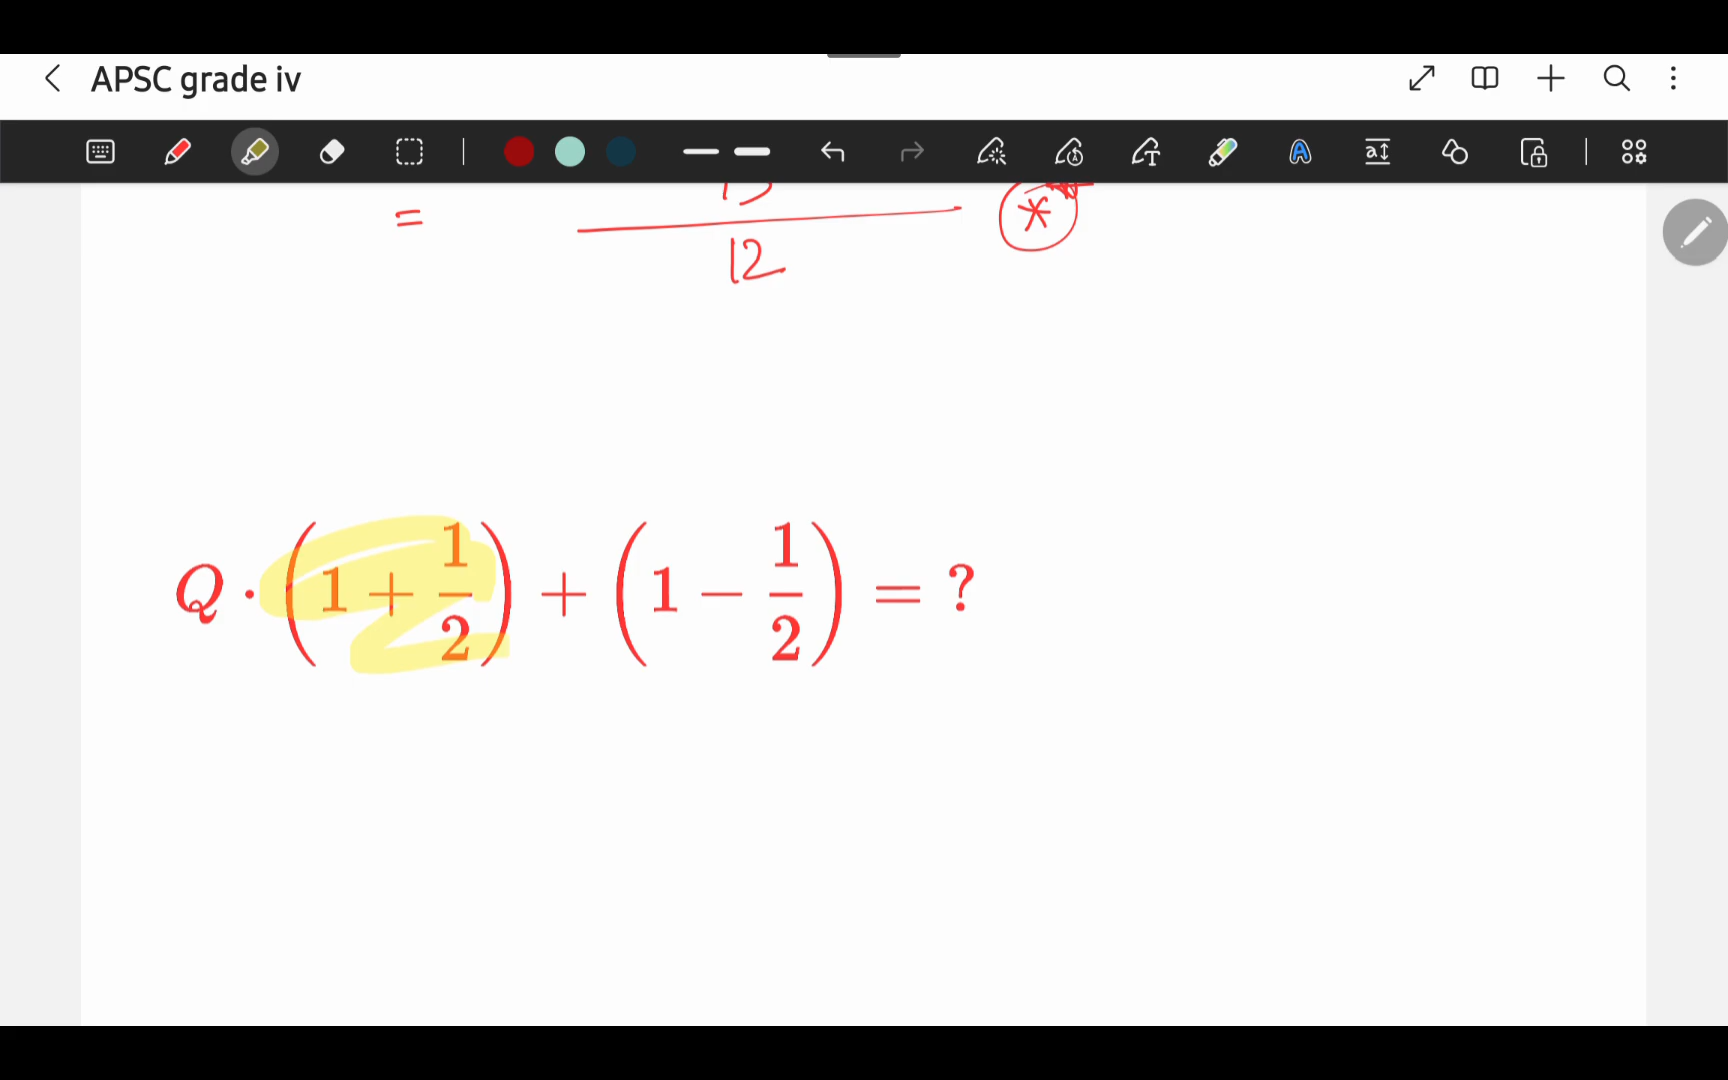 APSC grade iv
=
12
*
Q · (1 + 1/2) + (1 − 1/2) = ?